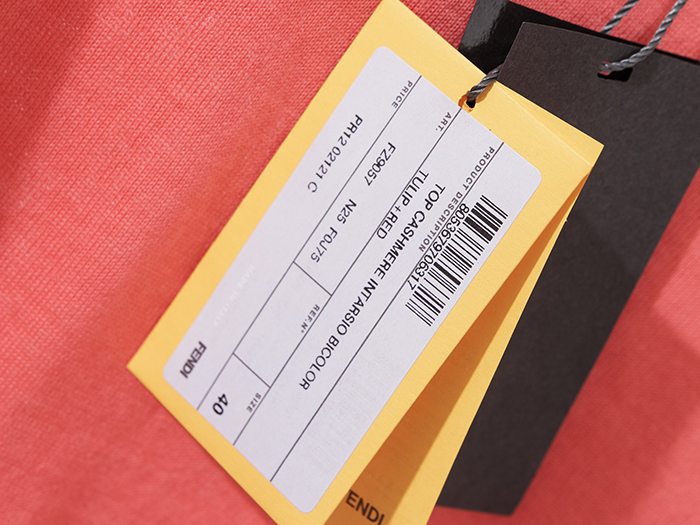 PRODUCT DESCRIPTION
8053679706317
TOP CASHMERE INTARSIO BICOLOR
TULIP + RED
ART.
FZ9057 N25 F0J75
REF.N°
SIZE
40
PRICE
PR12 02121 C
FENDI
ENDI